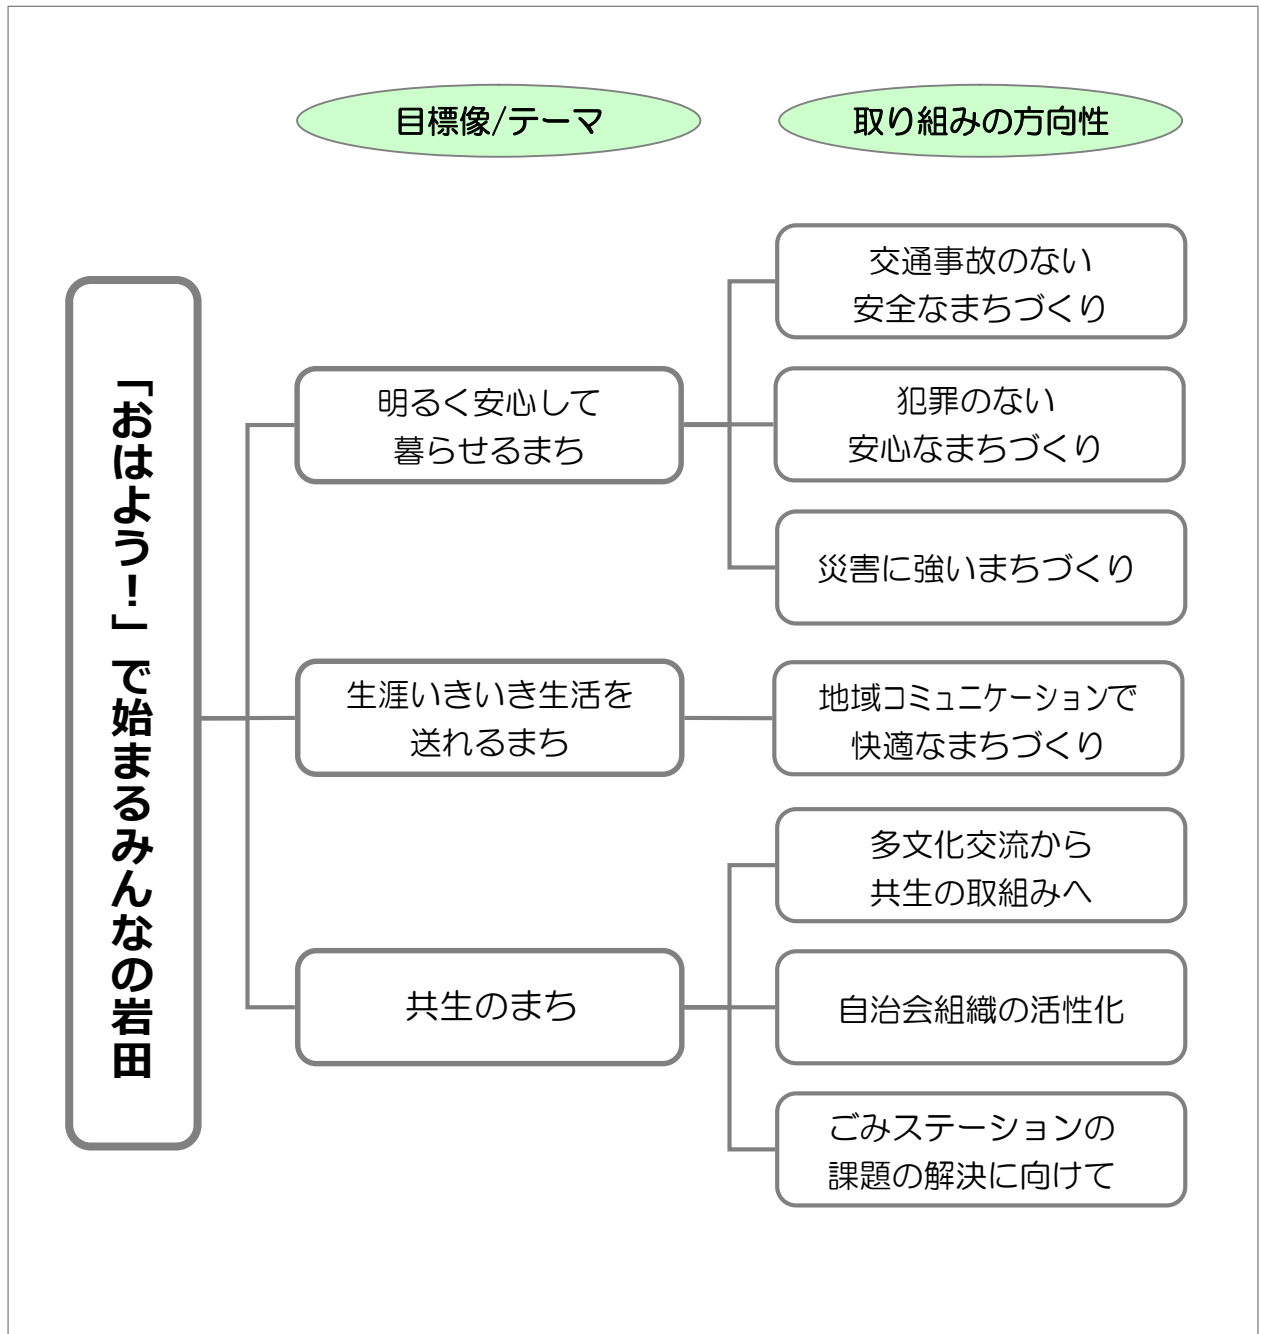 目標像/テーマ
取り組みの方向性
「おはよう!」で始まるみんなの岩田
明るく安心して
暮らせるまち
交通事故のない
安全なまちづくり
犯罪のない
安心なまちづくり
災害に強いまちづくり
生涯いきいき生活を
送れるまち
地域コミュニケーションで
快適なまちづくり
共生のまち
多文化交流から
共生の取組みへ
自治会組織の活性化
ごみステーションの
課題の解決に向けて